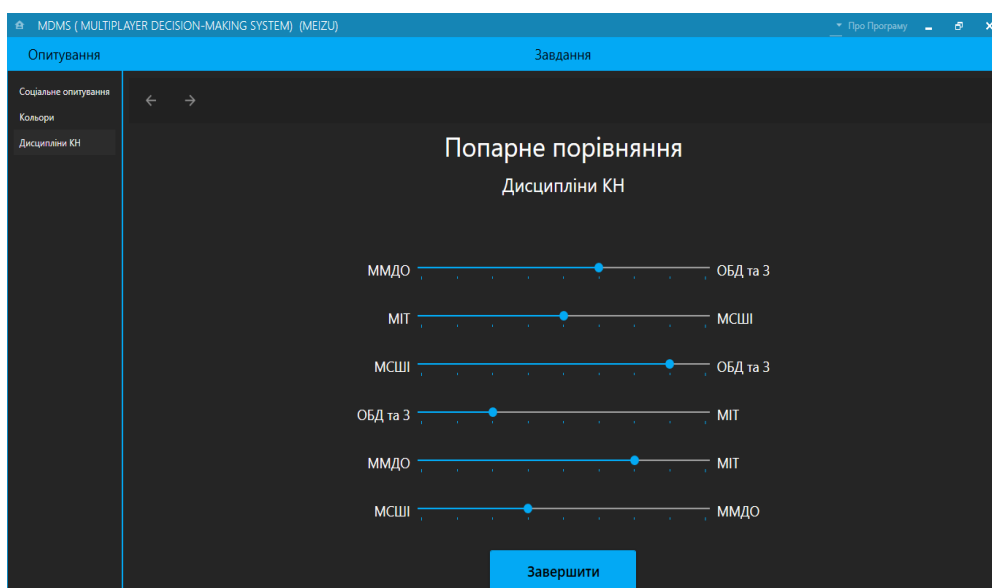 MDMS ( MULTIPLAYER DECISION-MAKING SYSTEM) (MEIZU) Про Програму
Опитування Завдання
Соціальне опитування
Кольори
Дисципліни КН
Попарне порівняння
Дисципліни КН
ММДО ОБД та З
МІТ МСШІ
МСШІ ОБД та З
ОБД та З МІТ
ММДО МІТ
МСШІ ММДО
Завершити